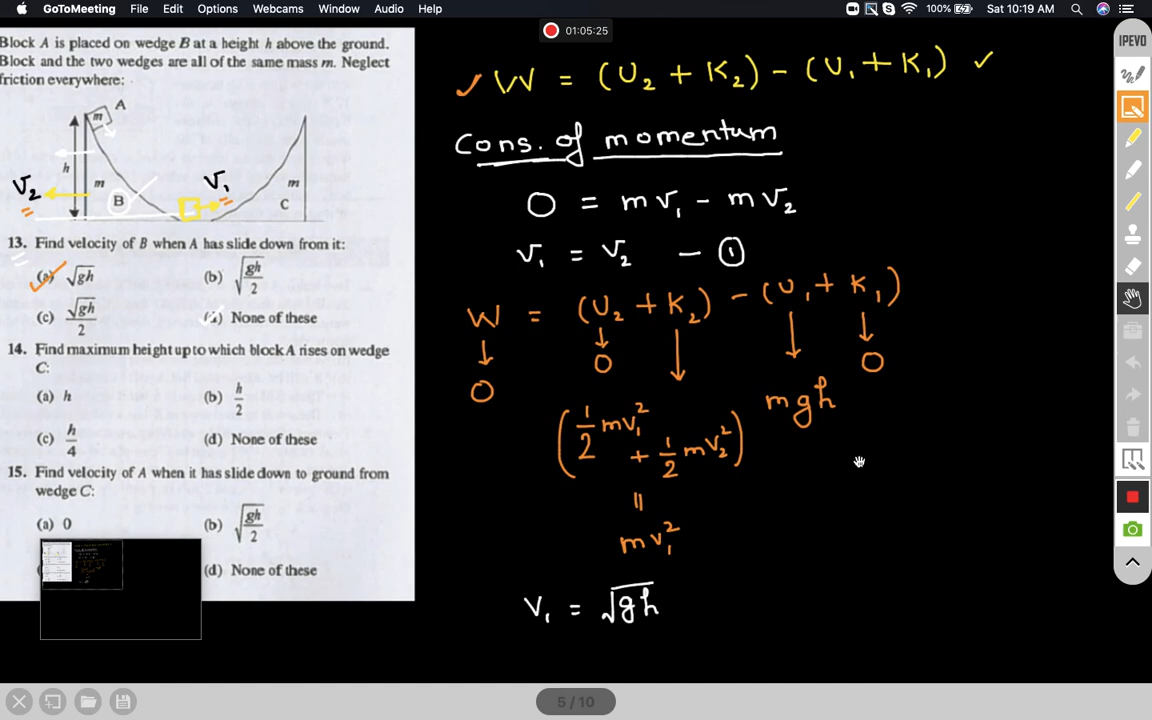 GoToMeeting File Edit Options Webcams Window Audio Help
100% Sat 10:19 AM
01:05:25
IPEVO
Block A is placed on wedge B at a height h above the ground.
Block and the two wedges are all of the same mass m. Neglect
friction everywhere:
A
m
h
m
B
m
C
V₂
V₁
13. Find velocity of B when A has slide down from it:
(a) √gh (b) √(gh/2)
(c) √gh/2 (d) None of these
14. Find maximum height upto which block A rises on wedge
C:
(a) h (b) h/2
(c) h/4 (d) None of these
15. Find velocity of A when it has slide down to ground from
wedge C:
(a) 0 (b) √(gh/2)
(d) None of these
W = (U₂ + K₂) - (U₁ + K₁)
Cons. of momentum
0 = mv₁ - mv₂
v₁ = v₂ - ①
W = (U₂ + K₂) - (U₁ + K₁)
0 0 mgh 0
(1/2 mv₁² + 1/2 mv₂²)
=
mv₁²
v₁ = √gh
5 / 10